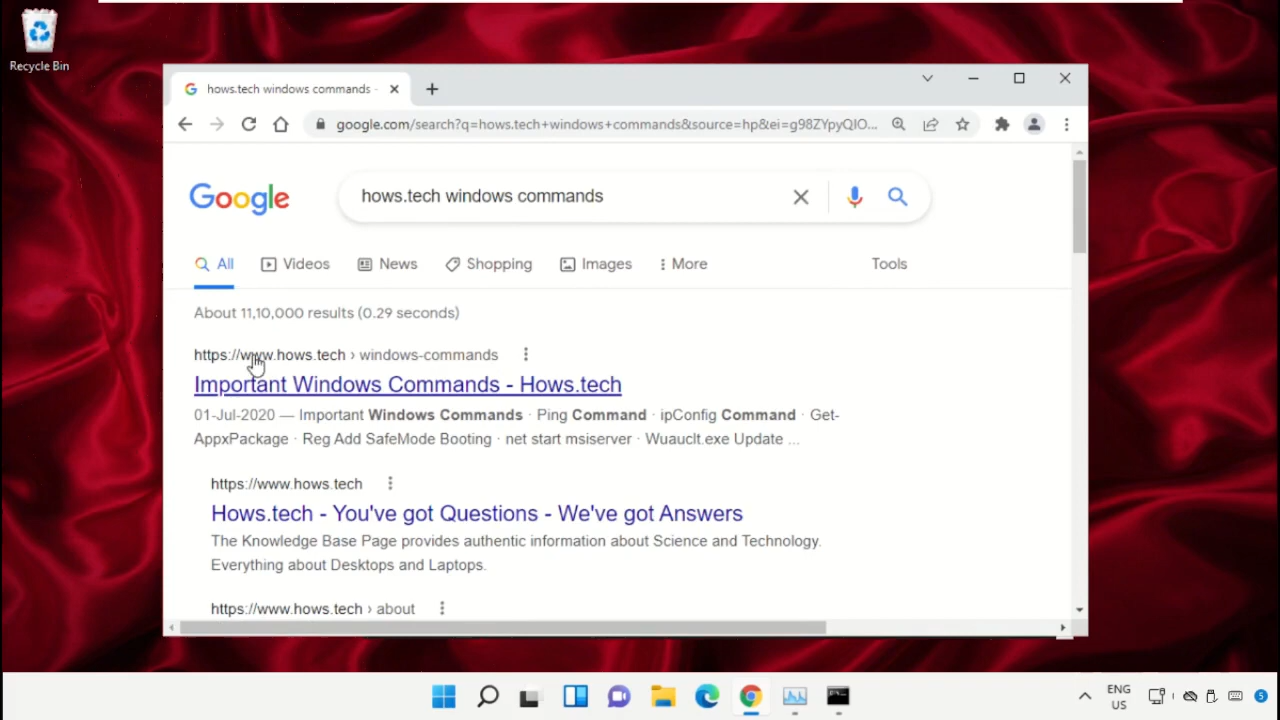 Recycle Bin
hows.tech windows commands -
google.com/search?q=hows.tech+windows+commands&source=hp&ei=g98ZYpyQIO...
Google
hows.tech windows commands
All
Videos
News
Shopping
Images
More
Tools
About 11,10,000 results (0.29 seconds)
https://www.hows.tech › windows-commands
Important Windows Commands - Hows.tech
01-Jul-2020 — Important Windows Commands · Ping Command · ipConfig Command · Get-
AppxPackage · Reg Add SafeMode Booting · net start msiserver · Wuauclt.exe Update ...
https://www.hows.tech
Hows.tech - You've got Questions - We've got Answers
The Knowledge Base Page provides authentic information about Science and Technology.
Everything about Desktops and Laptops.
https://www.hows.tech › about
ENG
US
5